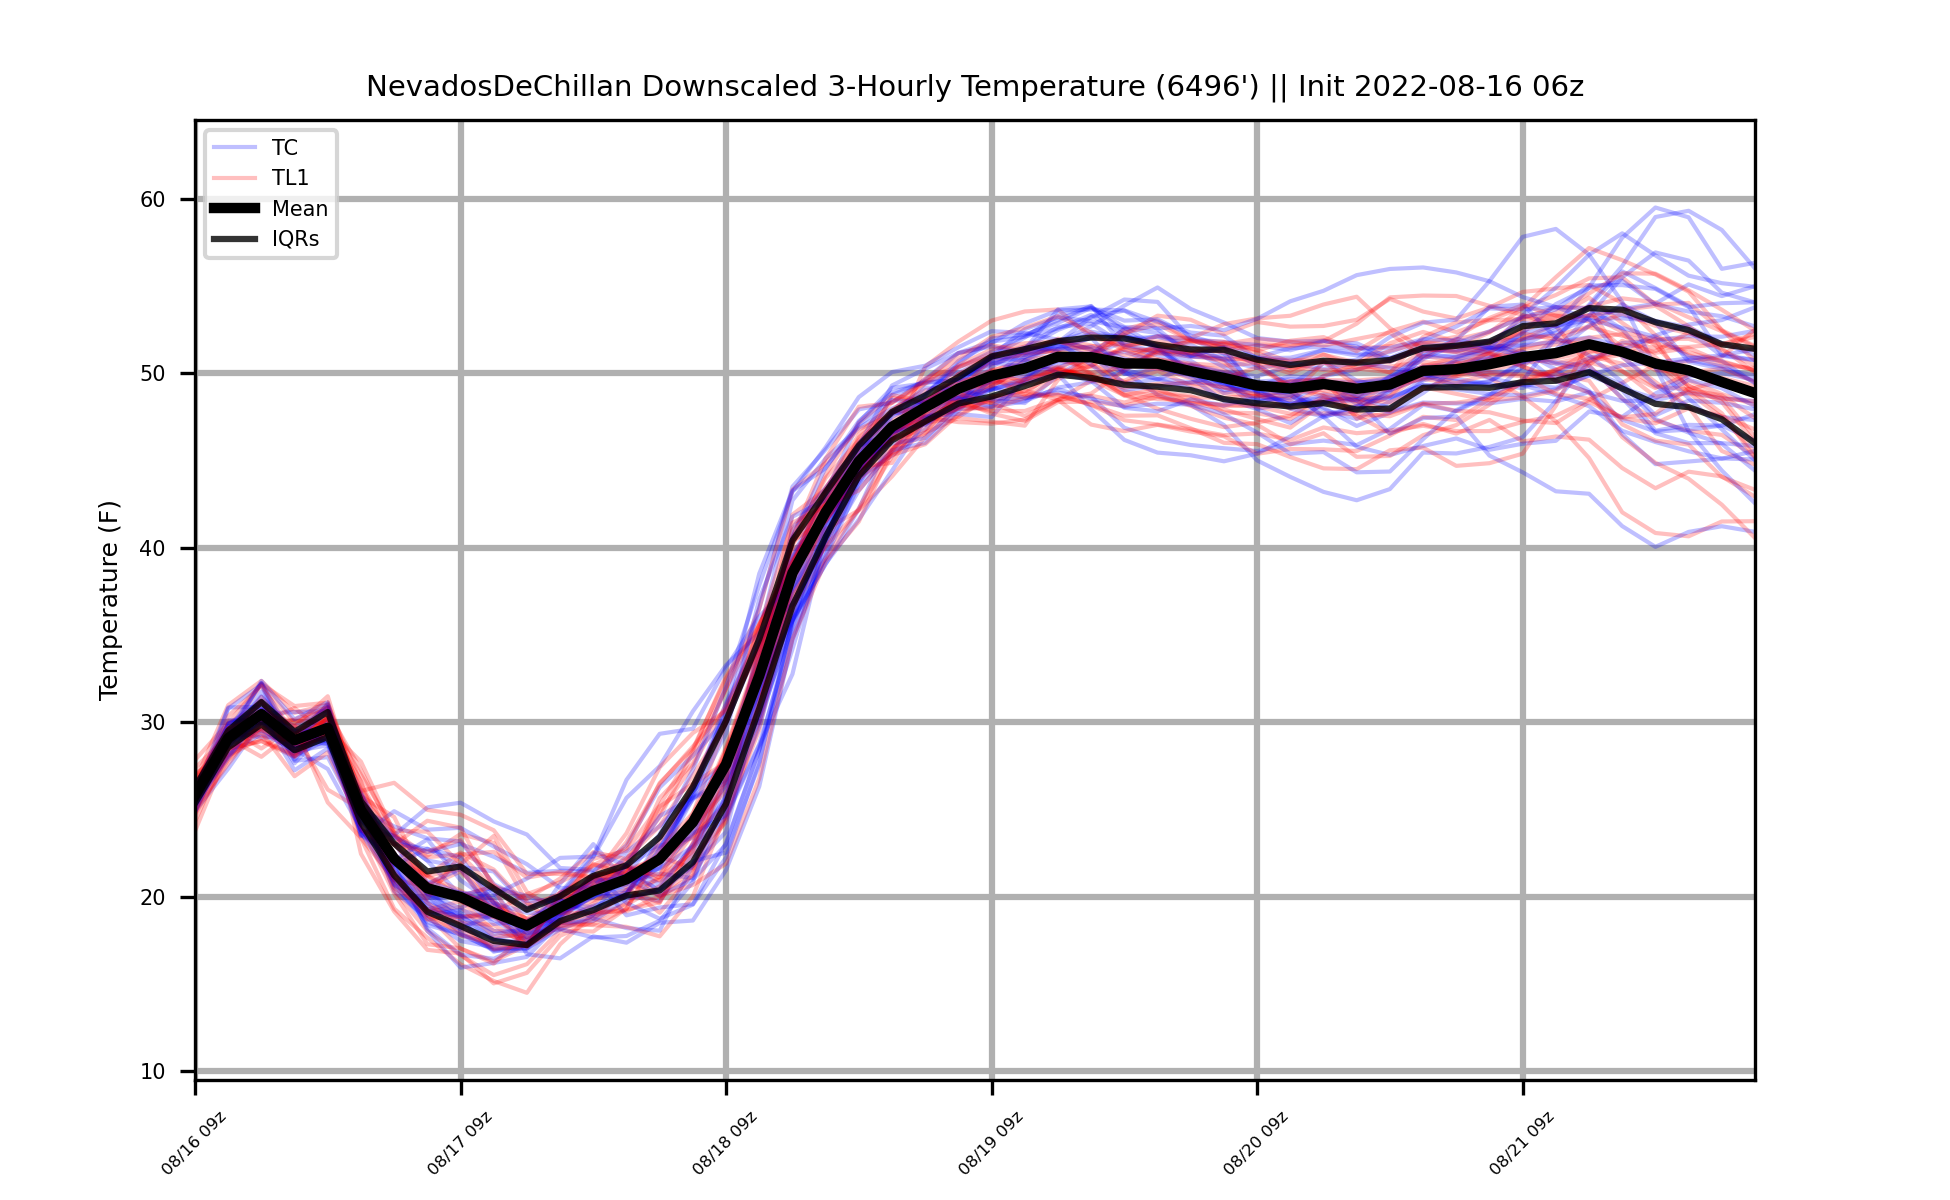 NevadosDeChillan Downscaled 3-Hourly Temperature (6496') || Init 2022-08-16 06z
TC
TL1
Mean
IQRs
Temperature (F)
60
50
40
30
20
10
08/16 09z
08/17 09z
08/18 09z
08/19 09z
08/20 09z
08/21 09z